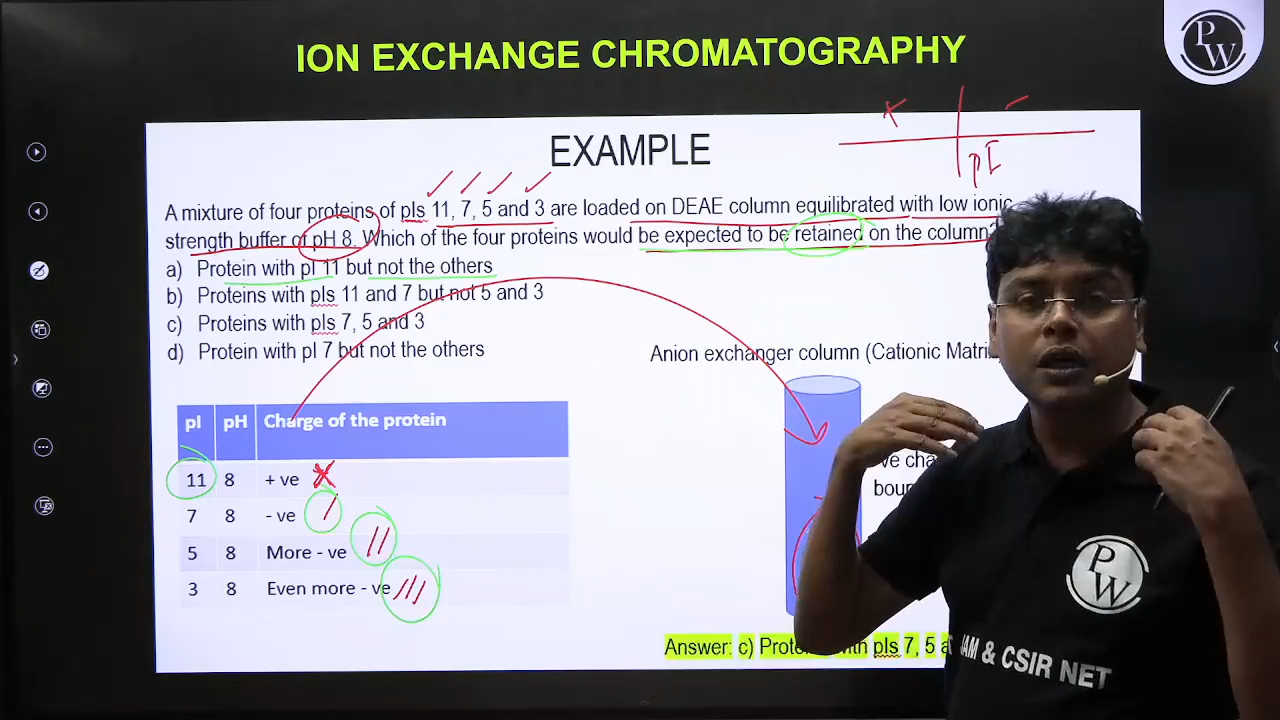 ION EXCHANGE CHROMATOGRAPHY
PW
EXAMPLE
+ -
pI
A mixture of four proteins of pIs 11, 7, 5 and 3 are loaded on DEAE column equilibrated with low ionic
strength buffer of pH 8. Which of the four proteins would be expected to be retained on the column?
a) Protein with pI 11 but not the others
b) Proteins with pIs 11 and 7 but not 5 and 3
c) Proteins with pIs 7, 5 and 3
d) Protein with pI 7 but not the others
Anion exchanger column (Cationic
pI pH Charge of the protein
11 8 + ve
7 8 - ve
5 8 More - ve
3 8 Even more - ve
Answer: c) with pIs 7, 5
PW
JAM & CSIR NET